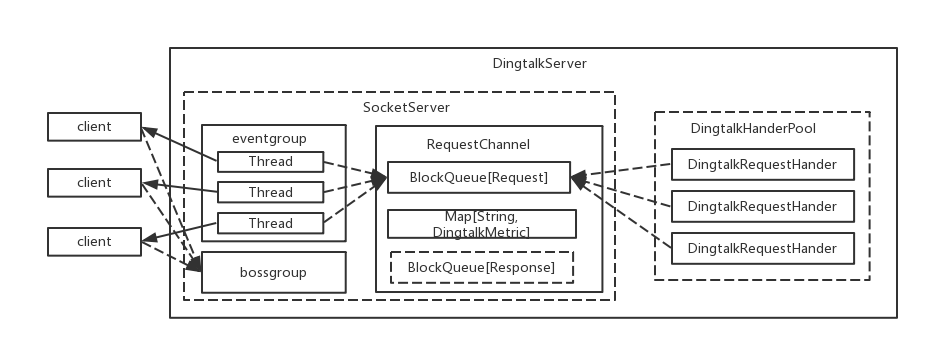 DingtalkServer
SocketServer
client
client
client
eventgroup
Thread
Thread
Thread
bossgroup
RequestChannel
BlockQueue[Request]
Map[String,
DingtalkMetric]
BlockQueue[Response]
DingtalkHanderPool
DingtalkRequestHander
DingtalkRequestHander
DingtalkRequestHander